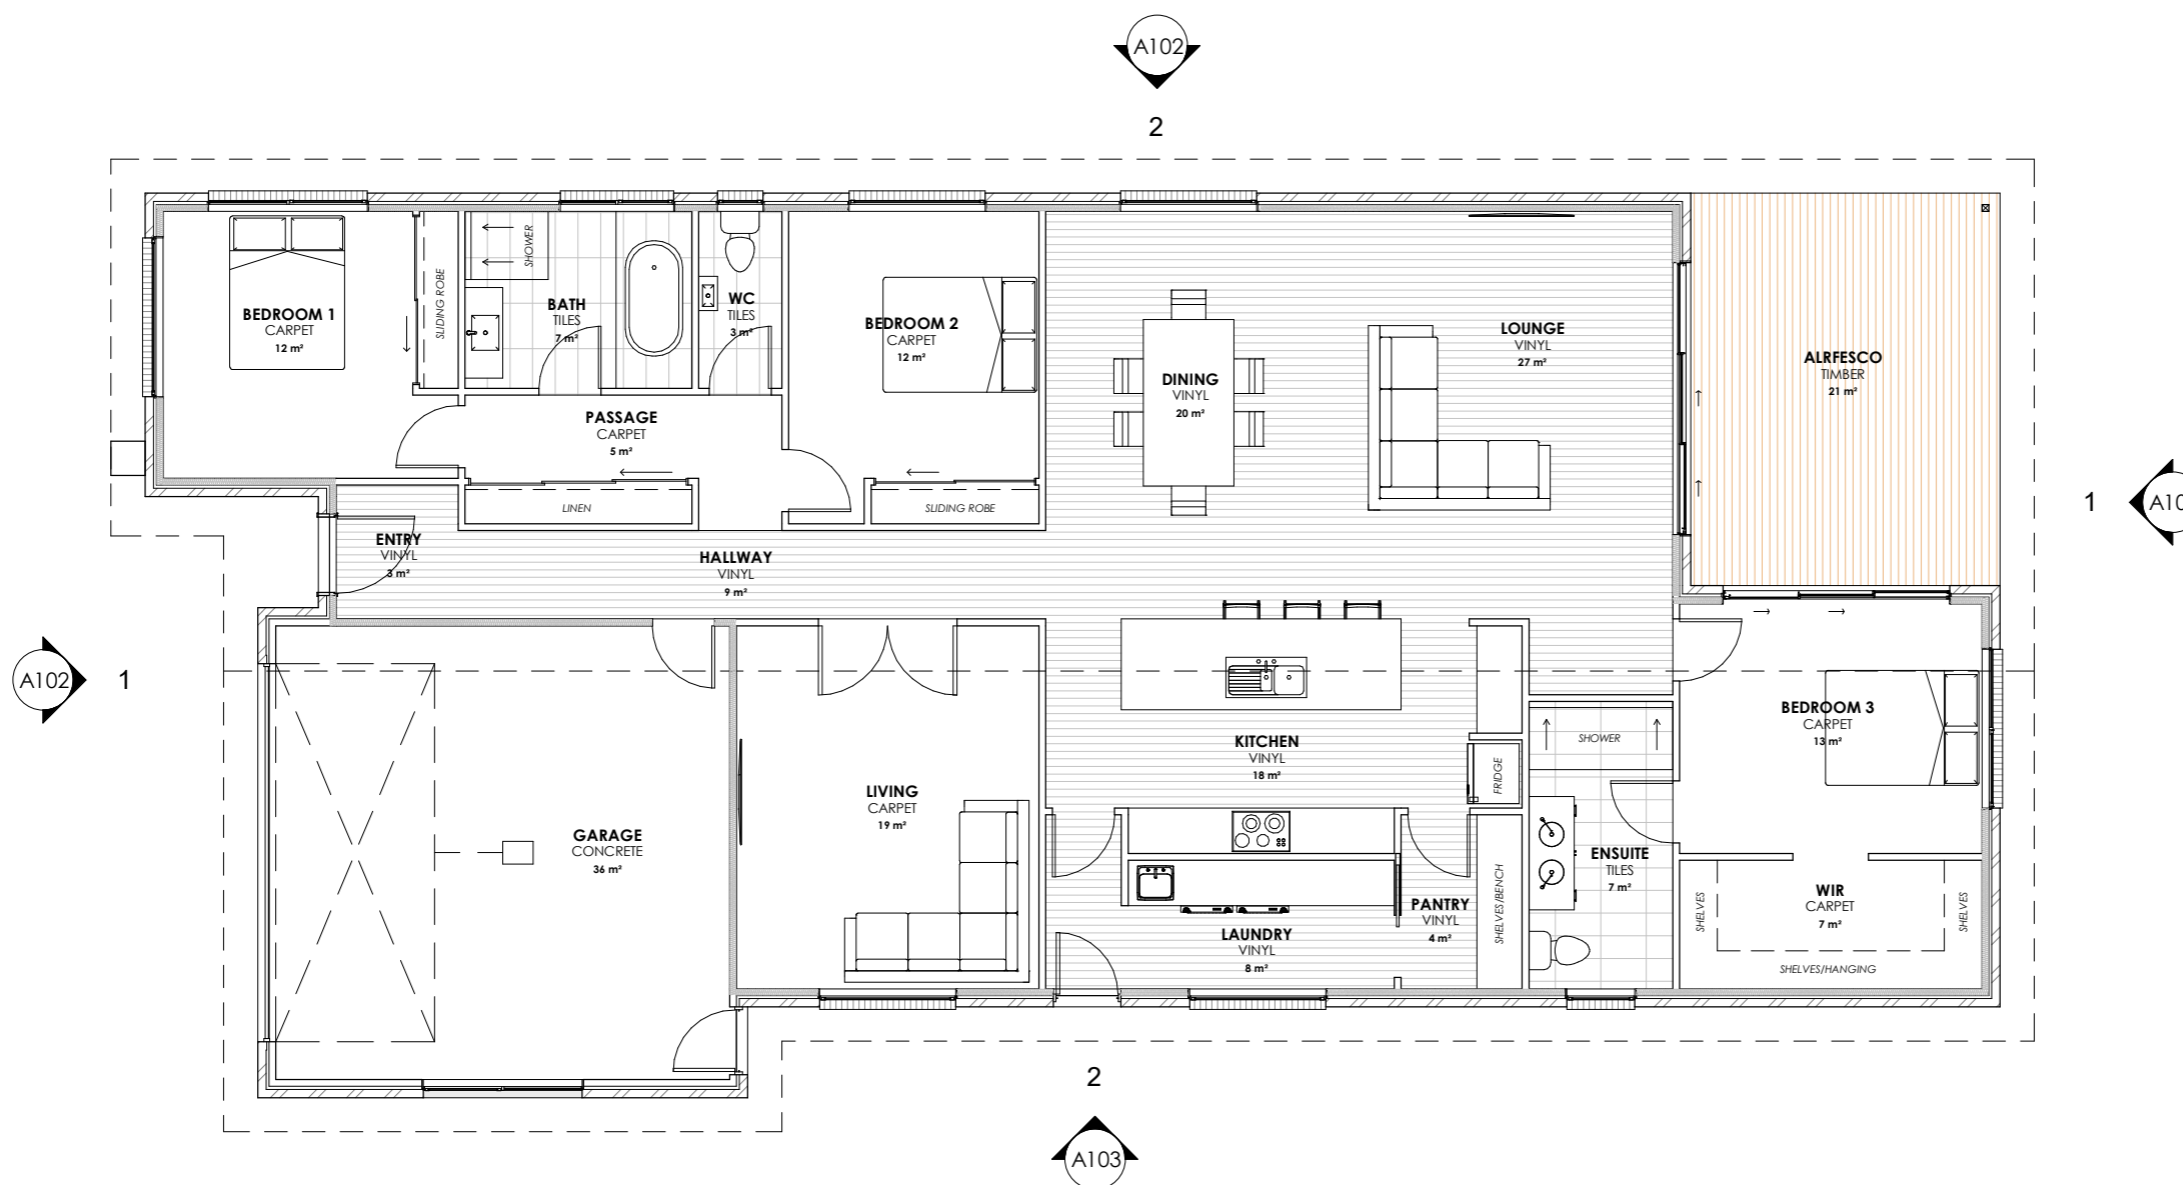 A102
2
BEDROOM 1
CARPET
12 m²
SLIDING ROBE
SHOWER
BATH
TILES
7 m²
WC
TILES
3 m²
BEDROOM 2
CARPET
12 m²
SLIDING ROBE
PASSAGE
CARPET
5 m²
LINEN
DINING
VINYL
20 m²
LOUNGE
VINYL
27 m²
ALRFESCO
TIMBER
21 m²
1
ENTRY
VINYL
3 m²
HALLWAY
VINYL
9 m²
A102
1
GARAGE
CONCRETE
36 m²
LIVING
CARPET
19 m²
KITCHEN
VINYL
18 m²
FRIDGE
SHOWER
BEDROOM 3
CARPET
13 m²
ENSUITE
TILES
7 m²
PANTRY
VINYL
4 m²
SHELVES/BENCH
LAUNDRY
VINYL
8 m²
WIR
CARPET
7 m²
SHELVES
SHELVES
SHELVES/HANGING
2
A103